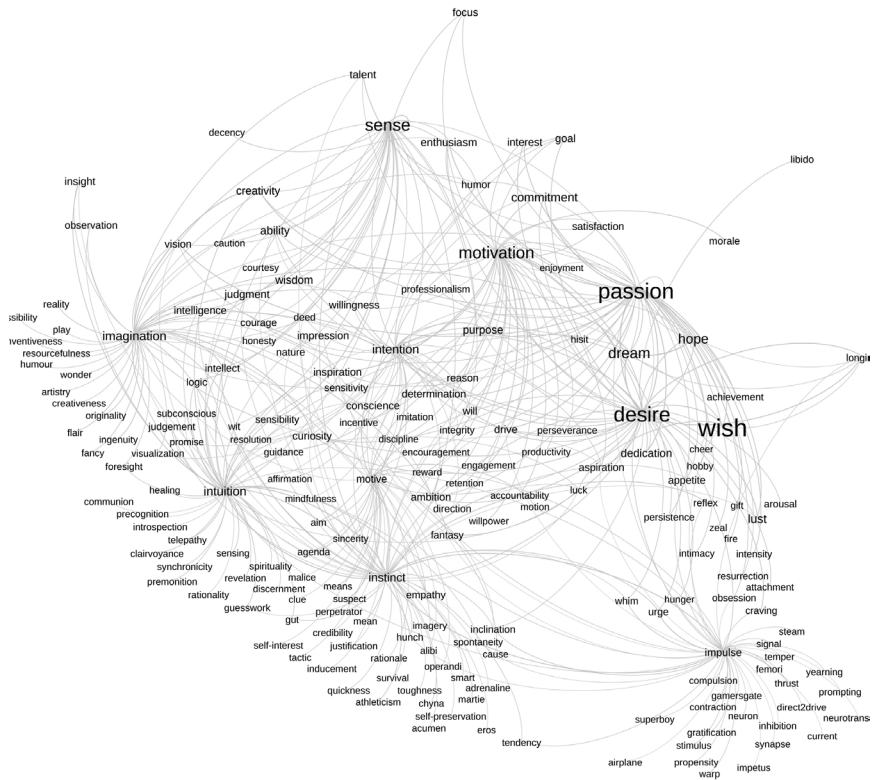 focus
talent
sense
decency
enthusiasm
interest
goal
libido
insight
humor
creativity
commitment
observation
ability
satisfaction
vision
caution
morale
motivation
courtesy
enjoyment
wisdom
professionalism
passion
judgment
reality
willingness
intelligence
ssibility
deed
courage
play
purpose
imagination
impression
honesty
hisit
hope
nventiveness
intention
nature
dream
resourcefulness
longin
humour
intellect
inspiration
wonder
reason
logic
sensitivity
artistry
determination
achievement
creativeness
conscience
originality
subconscious
will
imitation
desire
sensibility
incentive
judgement
wit
wish
flair
integrity
drive
perseverance
ingenuity
promise
resolution
curiosity
discipline
fancy
visualization
guidance
encouragement
productivity
dedication
cheer
foresight
engagement
aspiration
hobby
reward
affirmation
motive
retention
appetite
healing
intuition
luck
mindfulness
ambition
accountability
communion
reflex
gift
arousal
motion
direction
precognition
persistence
lust
aim
willpower
introspection
zeal
sincerity
fantasy
telepathy
fire
agenda
clairvoyance
sensing
intimacy
intensity
synchronicity
spirituality
premonition
revelation
malice
instinct
resurrection
discernment
means
attachment
rationality
empathy
clue
suspect
whim
hunger
obsession
guesswork
perpetrator
urge
craving
gut
mean
imagery
inclination
credibility
hunch
steam
self-interest
justification
spontaneity
signal
alibi
cause
impulse
tactic
rationale
temper
inducement
operandi
femori
yearning
survival
smart
compulsion
thrust
quickness
toughness
adrenaline
prompting
athleticism
chyna
martie
gamersgate
contraction
direct2drive
self-preservation
superboy
neuron
neurotrans
acumen
eros
inhibition
gratification
current
tendency
stimulus
synapse
airplane
propensity
impetus
warp